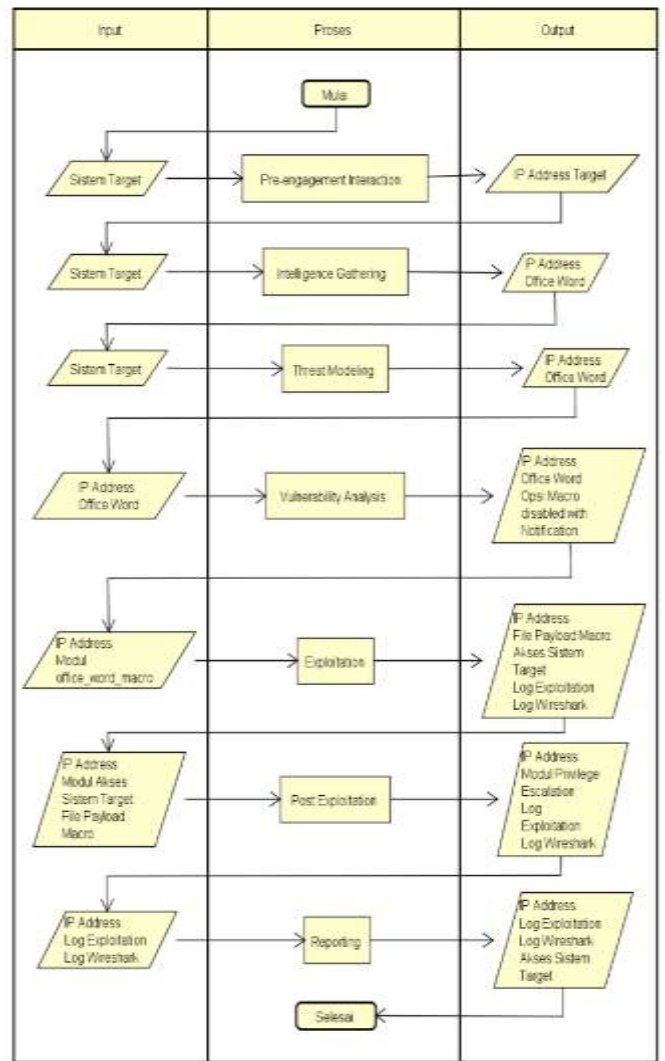 Input
Proses
Output
Mulai
Sistem Target
Pre-engagement Interaction
IP Address Target
Sistem Target
Intelligence Gathering
IP Address
Office Word
Sistem Target
Threat Modeling
IP Address
Office Word
IP Address
Office Word
Vulnerability Analysis
IP Address
Office Word
Opsi Macro
disabled with
Notification
IP Address
Modul
office_word_macro
Exploitation
IP Address
File Payload Macro
Akses Sistem
Target
Log Exploitation
Log Wireshark
IP Address
Modul Akses
Sistem Target
File Payload
Macro
Post Exploitation
IP Address
Modul Privilege
Escalation
Log
Exploitation
Log Wireshark
IP Address
Log Exploitation
Log Wireshark
Reporting
IP Address
Log Exploitation
Log Wireshark
Akses Sistem
Target
Selesai